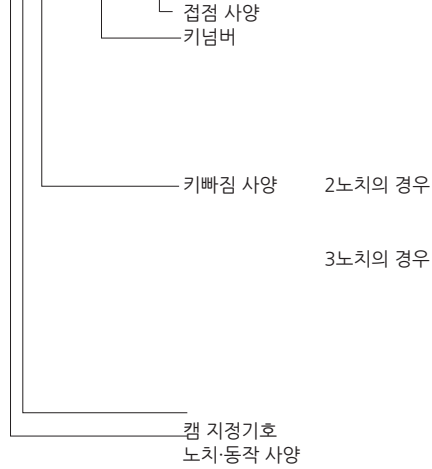 접점 사양
키넘버
키빠짐 사양 2노치의 경우
3노치의 경우
캠 지정기호
노치·동작 사양